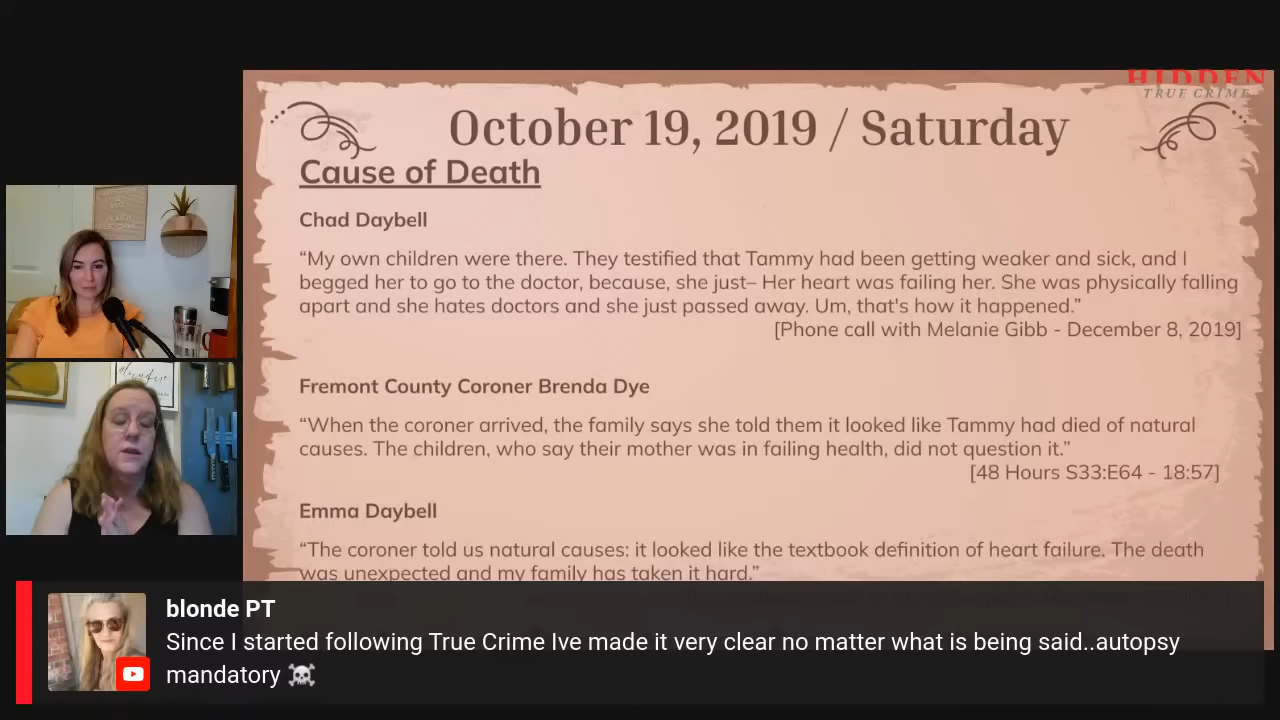 HIDDEN
TRUE CRIME
October 19, 2019 / Saturday
Cause of Death
Chad Daybell
“My own children were there. They testified that Tammy had been getting weaker and sick, and I
begged her to go to the doctor, because, she just– Her heart was failing her. She was physically falling
apart and she hates doctors and she just passed away. Um, that's how it happened.”
[Phone call with Melanie Gibb - December 8, 2019]
Fremont County Coroner Brenda Dye
“When the coroner arrived, the family says she told them it looked like Tammy had died of natural
causes. The children, who say their mother was in failing health, did not question it.”
[48 Hours S33:E64 - 18:57]
Emma Daybell
“The coroner told us natural causes: it looked like the textbook definition of heart failure. The death
was unexpected and my family has taken it hard.”
blonde PT
Since I started following True Crime Ive made it very clear no matter what is being said..autopsy
mandatory ☠️